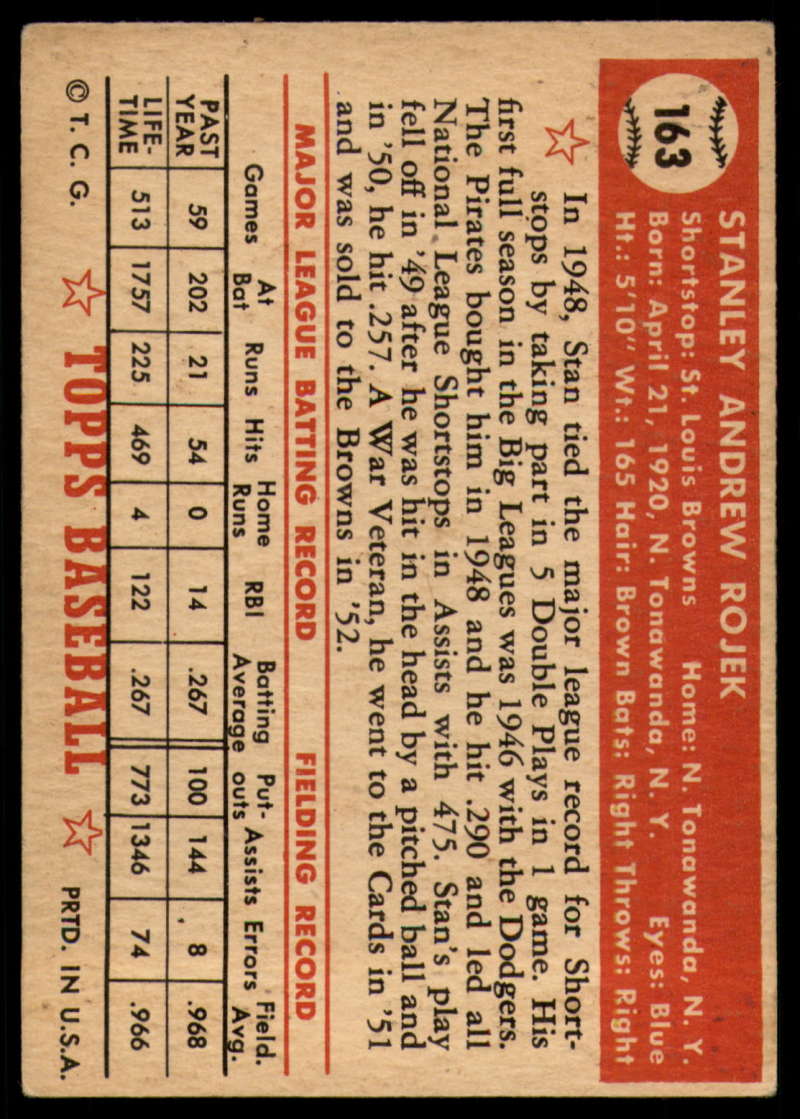 163
STANLEY ANDREW ROJEK
Shortstop: St. Louis Browns Home: N. Tonawanda, N. Y.
Born: April 21, 1920, N. Tonawanda, N. Y. Eyes: Blue
Ht.: 5'10" Wt.: 165 Hair: Brown Bats: Right Throws: Right
In 1948, Stan tied the major league record for Short-
stops by taking part in 5 Double Plays in 1 game. His
first full season in the Big Leagues was 1946 with the Dodgers.
The Pirates bought him in 1948 and he hit .290 and led all
National League Shortstops in Assists with 475. Stan's play
fell off in '49 after he was hit in the head by a pitched ball and
in '50, he hit .257. A War Veteran, he went to the Cards in '51
and was sold to the Browns in '52.
MAJOR LEAGUE BATTING RECORD FIELDING RECORD
Games At Bat Runs Hits Home Runs RBI Batting Average Put-outs Assists Errors Field. Avg.
PAST YEAR 59 202 21 54 0 14 .267 100 144 8 .968
LIFE-TIME 513 1757 225 469 4 122 .267 773 1346 74 .966
© T. C. G. TOPPS BASEBALL PRTD. IN U.S.A.